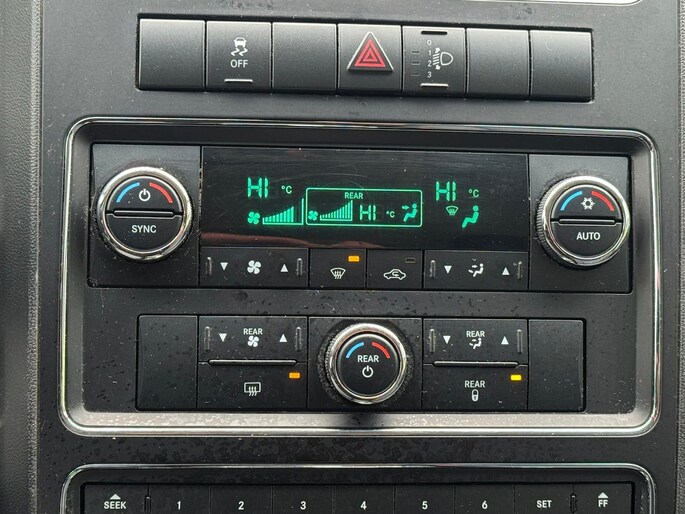 OFF
0
1
2
3
HI °C
REAR
HI °C
HI °C
SYNC
AUTO
REAR
REAR
REAR
REAR
SEEK 1 2 3 4 5 6 SET FF